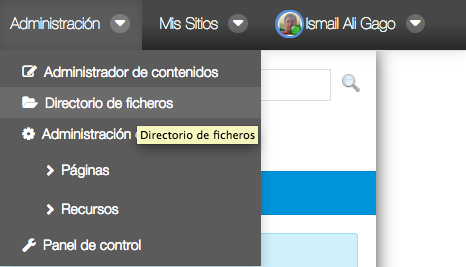 Administración Mis Sitios Ismail Ali Gago
Administrador de contenidos
Directorio de ficheros
Administración
Directorio de ficheros
Páginas
Recursos
Panel de control